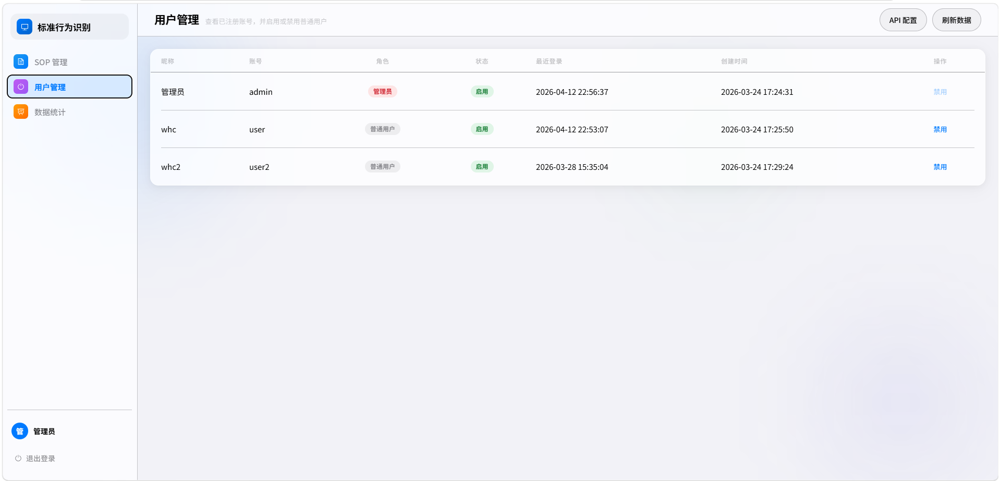 标准行为识别
SOP 管理
用户管理
数据统计
管 管理员
退出登录
用户管理 查看已注册账号，并启用或禁用普通用户
API 配置 刷新数据
昵称 账号 角色 状态 最近登录 创建时间 操作
管理员 admin 管理员 启用 2026-04-12 22:56:37 2026-03-24 17:24:31 禁用
whc user 普通用户 启用 2026-04-12 22:53:07 2026-03-24 17:25:50 禁用
whc2 user2 普通用户 启用 2026-03-28 15:35:04 2026-03-24 17:29:24 禁用